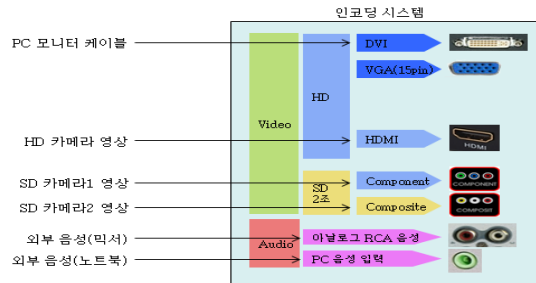 인코딩 시스템
PC 모니터 케이블
DVI
VGA(15pin)
HD
Video
HD 카메라 영상
HDMI
HDMI
SD 카메라1 영상
Component
COMPONENT
SD
2조
SD 카메라2 영상
Composite
COMPOSIT
외부 음성(믹서)
Audio
아날로그 RCA 음성
외부 음성(노트북)
PC 음성 입력